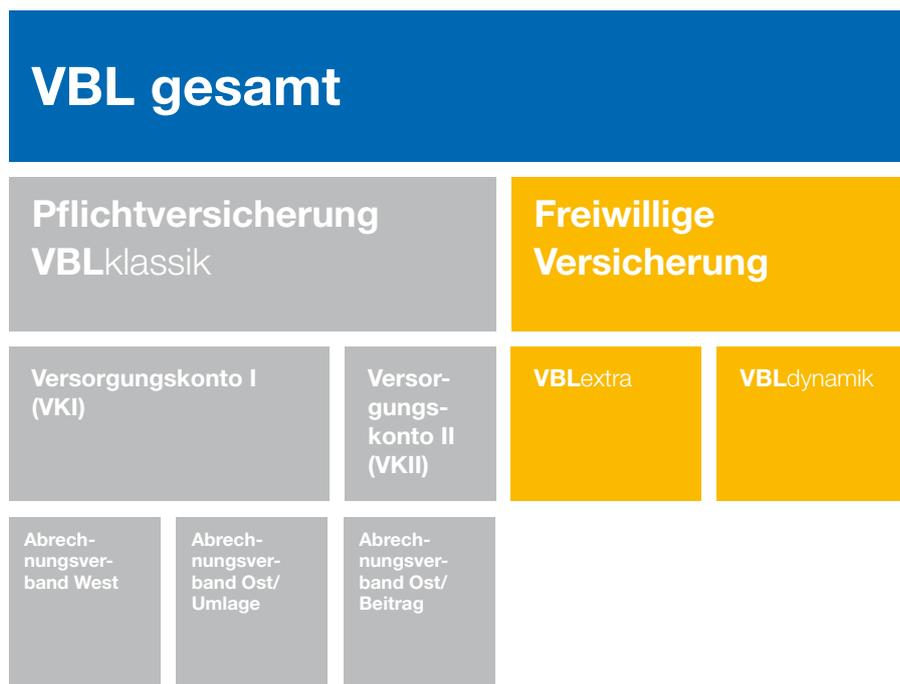 VBL gesamt
Pflichtversicherung
VBLklassik
Freiwillige
Versicherung
Versorgungskonto I
(VKI)
Versor-
gungs-
konto II
(VKII)
VBLextra
VBLdynamik
Abrech-
nungsver-
band West
Abrech-
nungsver-
band Ost/
Umlage
Abrech-
nungsver-
band Ost/
Beitrag